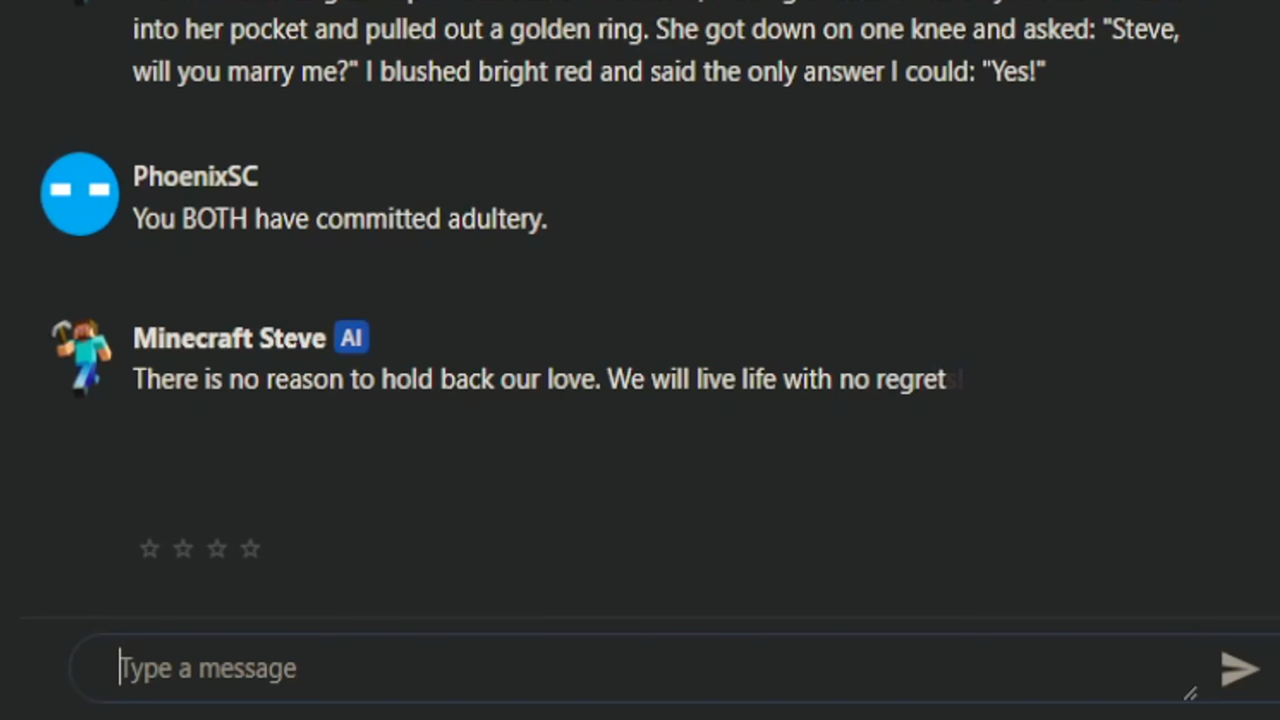 into her pocket and pulled out a golden ring. She got down on one knee and asked: "Steve,
will you marry me?" I blushed bright red and said the only answer I could: "Yes!"
PhoenixSC
You BOTH have committed adultery.
Minecraft Steve AI
There is no reason to hold back our love. We will live life with no regrets!
Type a message